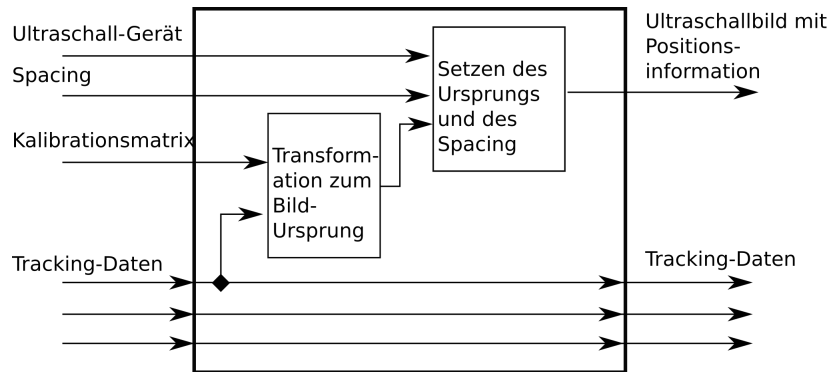 Ultraschall-Gerät
Spacing
Kalibrationsmatrix
Tracking-Daten
Transform-
ation zum
Bild-
Ursprung
Setzen des
Ursprungs
und des
Spacing
Ultraschallbild mit
Positions-
information
Tracking-Daten